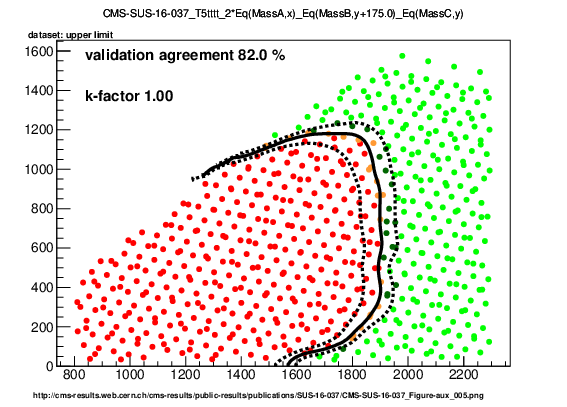 CMS-SUS-16-037_T5tttt_2*Eq(MassA,x)_Eq(MassB,y+175.0)_Eq(MassC,y)
dataset: upper limit
validation agreement 82.0 %
k-factor 1.00
1600
1400
1200
1000
800
600
400
200
0
800 1000 1200 1400 1600 1800 2000 2200
http://cms-results.web.cern.ch/cms-results/public-results/publications/SUS-16-037/CMS-SUS-16-037_Figure-aux_005.png